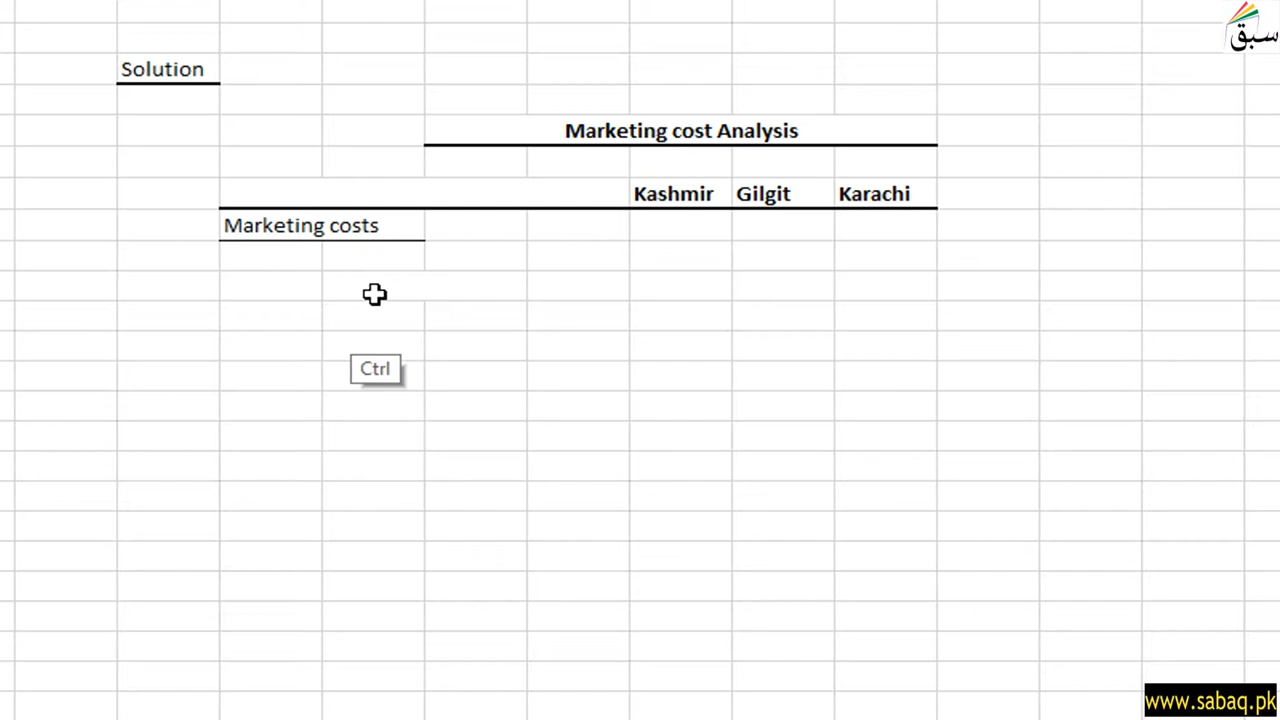 سبق
Solution
Marketing cost Analysis
Kashmir Gilgit Karachi
Marketing costs
Ctrl
www.sabaq.pk